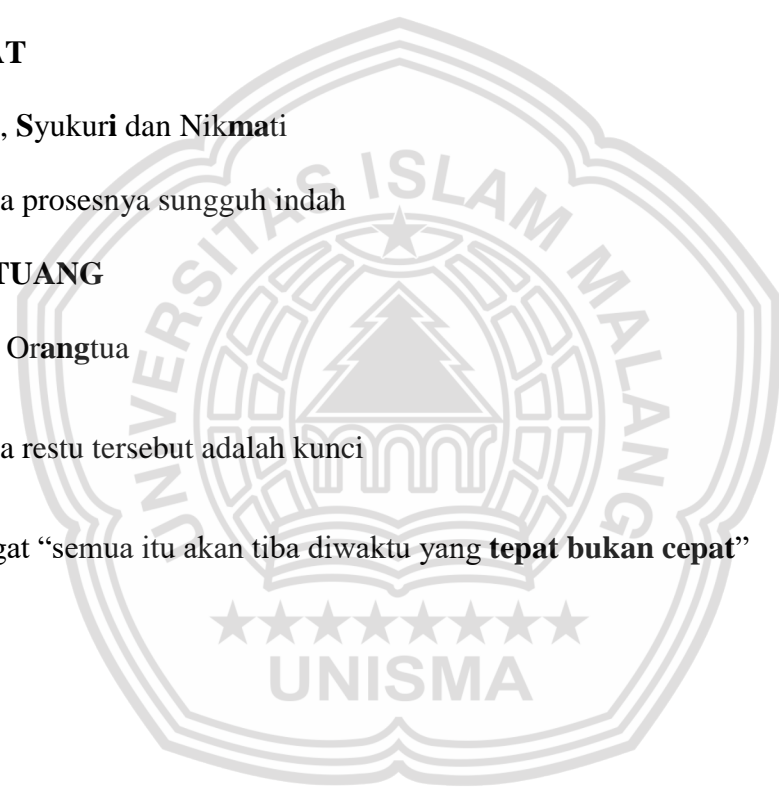 AT
, Syukuri dan Nikmati
a prosesnya sungguh indah
TUANG
Orangtua
a restu tersebut adalah kunci
gat “semua itu akan tiba diwaktu yang tepat bukan cepat”
UNIVERSITAS ISLAM MALANG
UNISMA